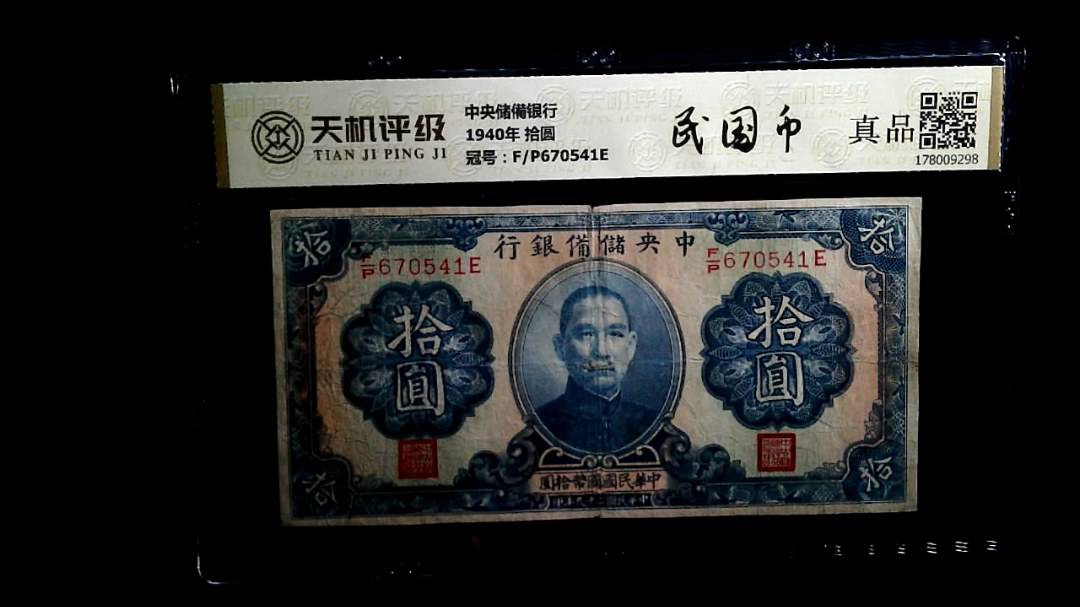 天机评级
TIAN JI PING JI
中央储備银行
1940年 拾圆
冠号：F/P670541E
民国币
真品
178009298
行銀備儲央中
拾
拾
F/P670541E
F/P670541E
拾圓
拾圓
圓拾幣國國民華中
拾
拾